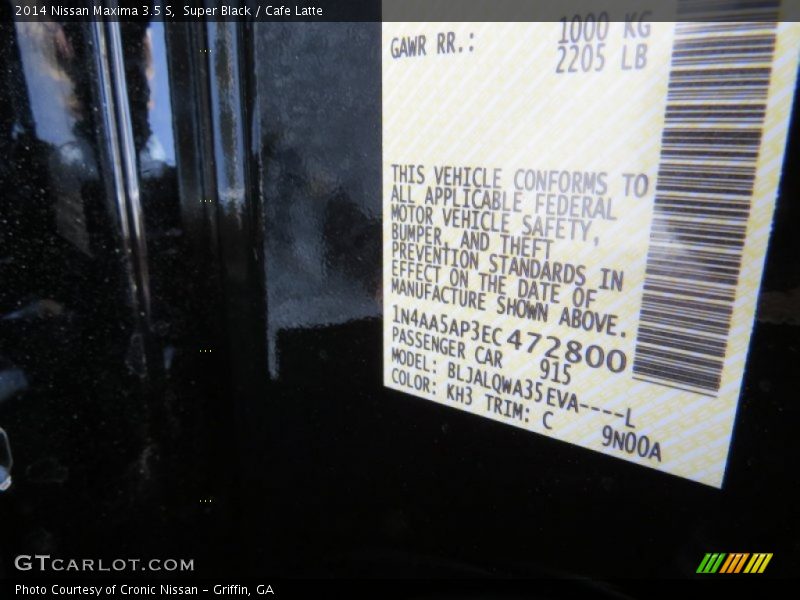 2014 Nissan Maxima 3.5 S,  Super Black / Cafe Latte
1000 KG
GAWR RR.: 2205 LB
THIS VEHICLE CONFORMS TO
ALL APPLICABLE FEDERAL
MOTOR VEHICLE SAFETY,
BUMPER, AND THEFT
PREVENTION STANDARDS IN
EFFECT ON THE DATE OF
MANUFACTURE SHOWN ABOVE.
1N4AA5AP3EC472800
PASSENGER CAR 915
MODEL: BLJALQWA35EVA----L
COLOR: KH3 TRIM: C 9N00A
GTCARLOT.COM
Photo Courtesy of Cronic Nissan - Griffin, GA